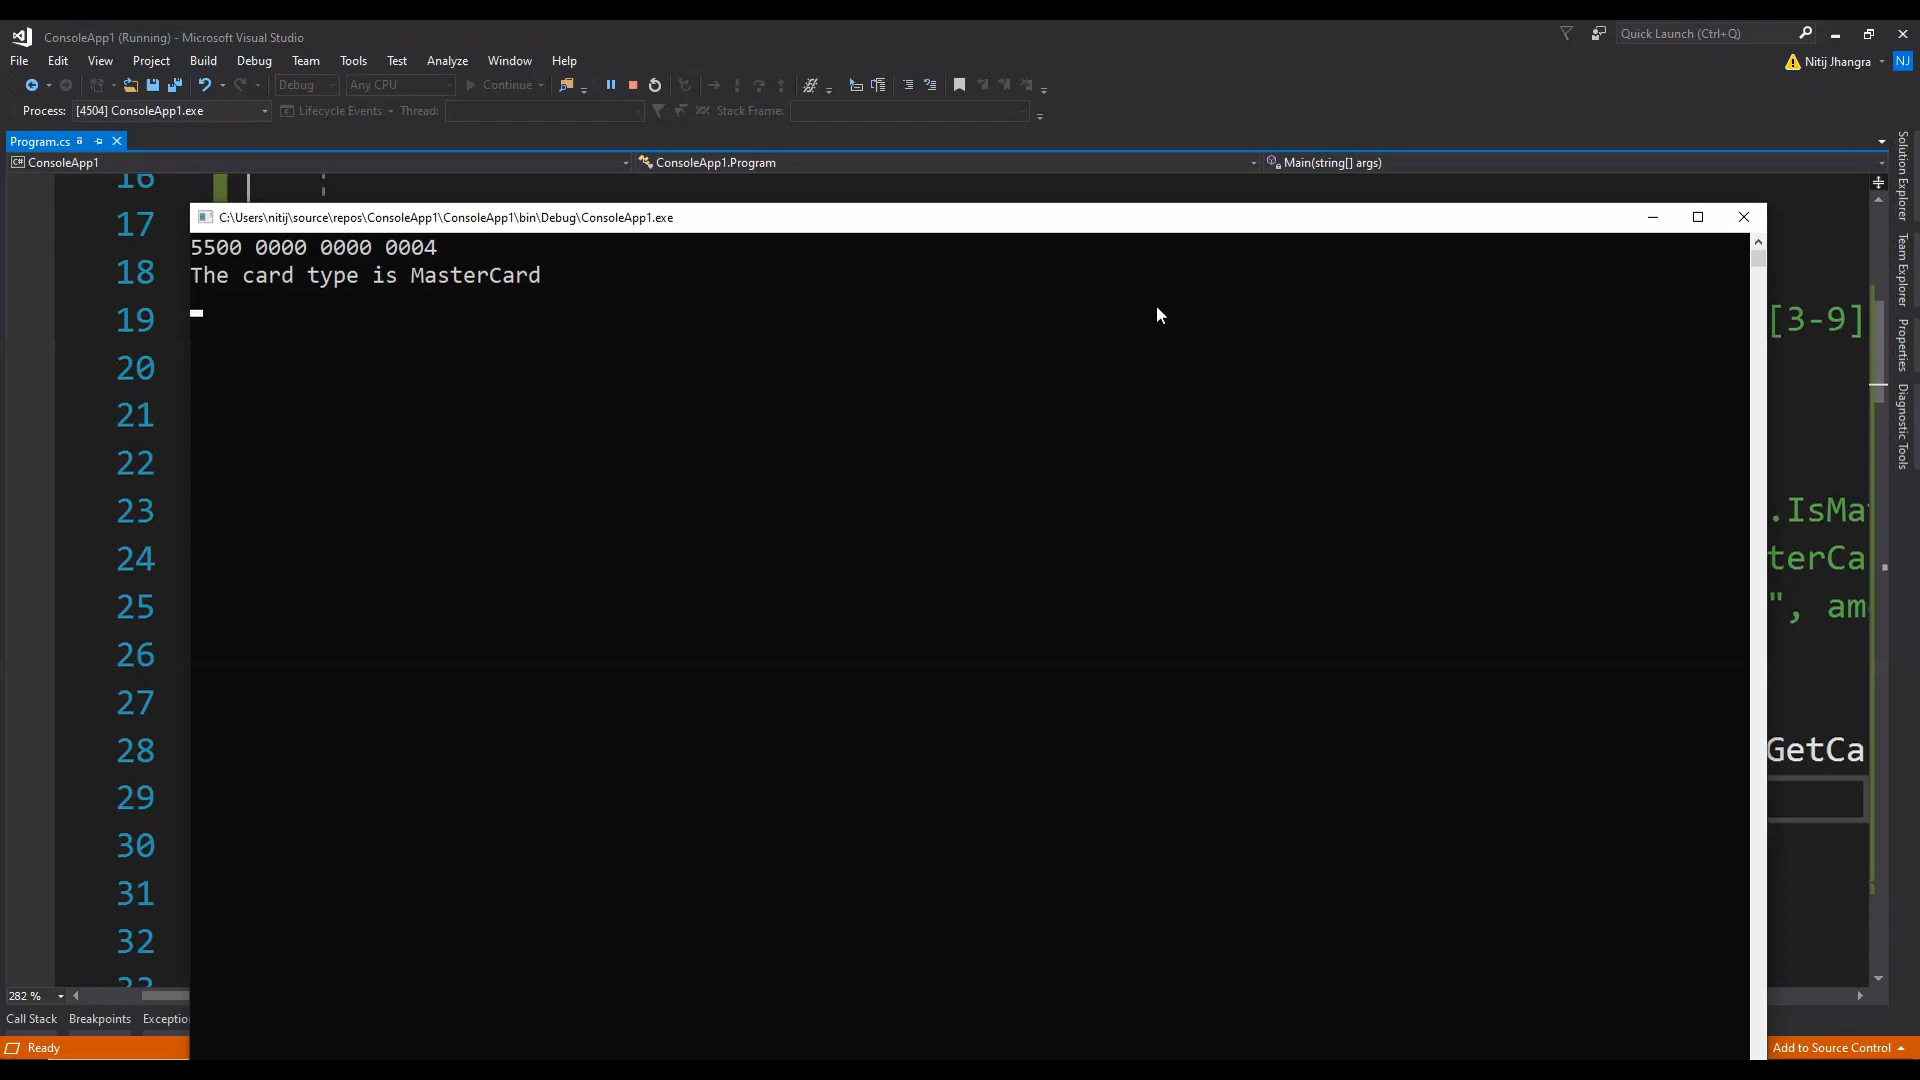 ConsoleApp1 (Running) - Microsoft Visual Studio
Quick Launch (Ctrl+Q)
File Edit View Project Build Debug Team Tools Test Analyze Window Help
Nitij Jhangra NJ
Debug Any CPU Continue
Process: [4504] ConsoleApp1.exe Lifecycle Events Thread: Stack Frame:
Program.cs
ConsoleApp1 ConsoleApp1.Program Main(string[] args)
16
17
C:\Users\nitij\source\repos\ConsoleApp1\ConsoleApp1\bin\Debug\ConsoleApp1.exe
5500 0000 0000 0004
18
The card type is MasterCard
19 [3-9]
20
21
22
23 .IsMa
24 terCa
25 ", am
26
27
28 GetCa
29
30
31
32
33
Solution Explorer
Team Explorer
Properties
Diagnostic Tools
282 %
Call Stack Breakpoints Exceptio
Ready
Add to Source Control